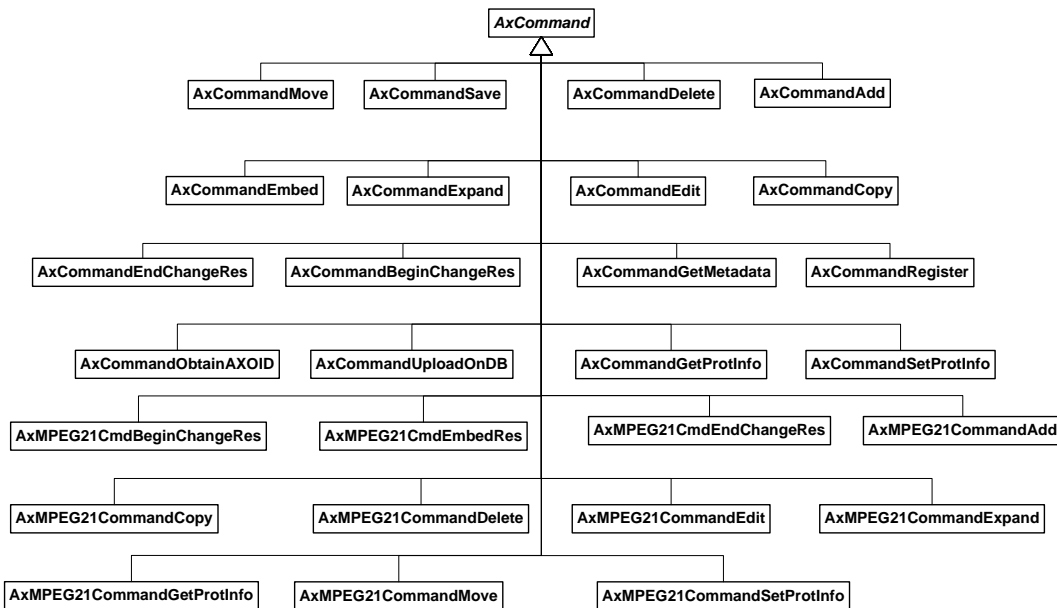 AxCommand
AxCommandMove
AxCommandSave
AxCommandDelete
AxCommandAdd
AxCommandEmbed
AxCommandExpand
AxCommandEdit
AxCommandCopy
AxCommandEndChangeRes
AxCommandBeginChangeRes
AxCommandGetMetadata
AxCommandRegister
AxCommandObtainAXOID
AxCommandUploadOnDB
AxCommandGetProtInfo
AxCommandSetProtInfo
AxMPEG21CmdBeginChangeRes
AxMPEG21CmdEmbedRes
AxMPEG21CmdEndChangeRes
AxMPEG21CommandAdd
AxMPEG21CommandCopy
AxMPEG21CommandDelete
AxMPEG21CommandEdit
AxMPEG21CommandExpand
AxMPEG21CommandGetProtInfo
AxMPEG21CommandMove
AxMPEG21CommandSetProtInfo